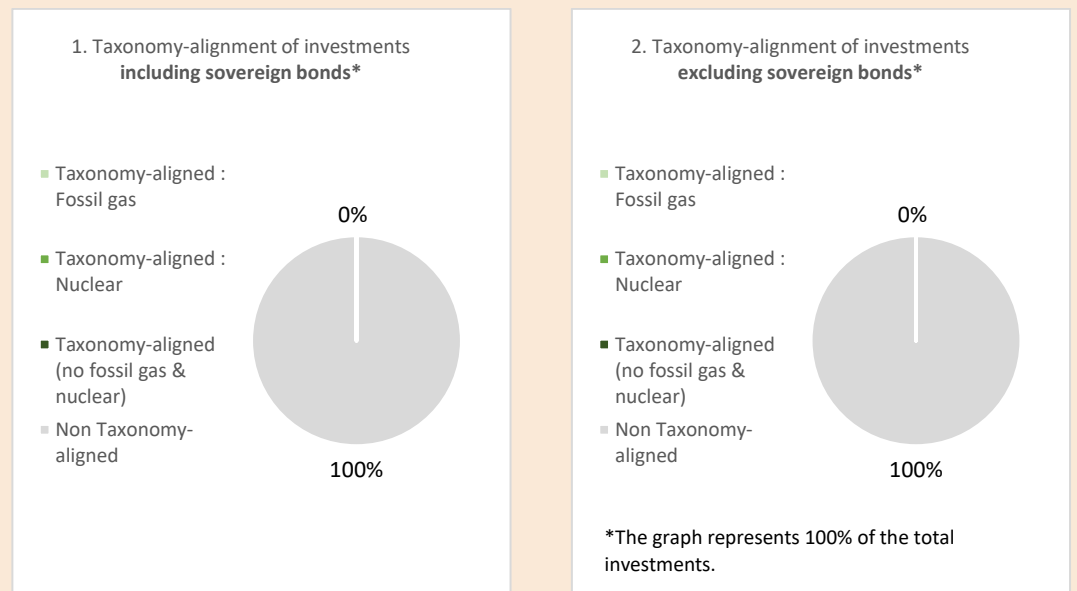 1. Taxonomy-alignment of investments
including sovereign bonds*
Taxonomy-aligned :
Fossil gas
Taxonomy-aligned :
Nuclear
Taxonomy-aligned
(no fossil gas &
nuclear)
Non Taxonomy-
aligned
0%
100%
2. Taxonomy-alignment of investments
excluding sovereign bonds*
Taxonomy-aligned :
Fossil gas
Taxonomy-aligned :
Nuclear
Taxonomy-aligned
(no fossil gas &
nuclear)
Non Taxonomy-
aligned
0%
100%
*The graph represents 100% of the total
investments.